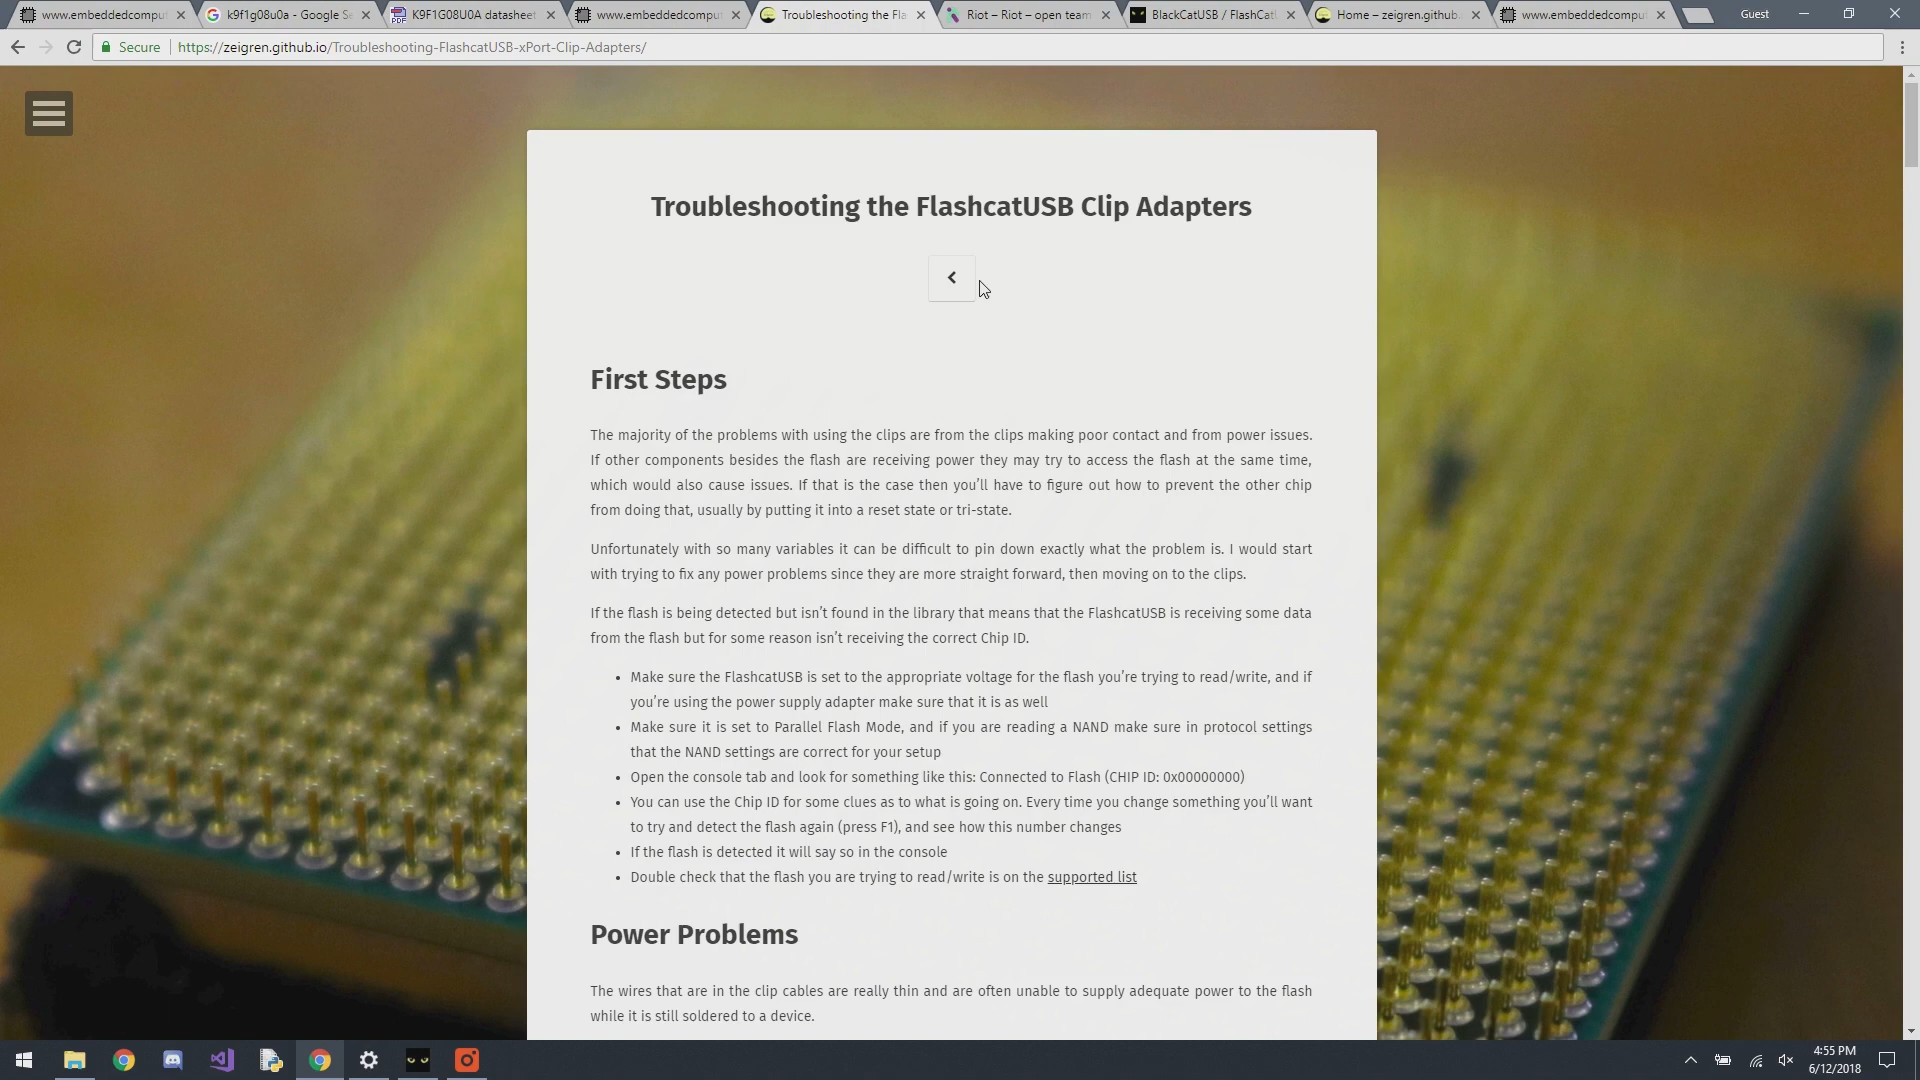 www.embeddedcomput
k9f1g08u0a - Google Se
K9F1G08U0A datasheet
www.embeddedcomput
Troubleshooting the Fla
Riot – Riot – open team
BlackCatUSB / FlashCatU
Home – zeigren.github.
www.embeddedcomput
Guest
Secure
https://zeigren.github.io/Troubleshooting-FlashcatUSB-xPort-Clip-Adapters/
Troubleshooting the FlashcatUSB Clip Adapters
First Steps
The majority of the problems with using the clips are from the clips making poor contact and from power issues.
If other components besides the flash are receiving power they may try to access the flash at the same time,
which would also cause issues. If that is the case then you’ll have to figure out how to prevent the other chip
from doing that, usually by putting it into a reset state or tri-state.
Unfortunately with so many variables it can be difficult to pin down exactly what the problem is. I would start
with trying to fix any power problems since they are more straight forward, then moving on to the clips.
If the flash is being detected but isn’t found in the library that means that the FlashcatUSB is receiving some data
from the flash but for some reason isn’t receiving the correct Chip ID.
• Make sure the FlashcatUSB is set to the appropriate voltage for the flash you’re trying to read/write, and if
you’re using the power supply adapter make sure that it is as well
• Make sure it is set to Parallel Flash Mode, and if you are reading a NAND make sure in protocol settings
that the NAND settings are correct for your setup
• Open the console tab and look for something like this: Connected to Flash (CHIP ID: 0x00000000)
• You can use the Chip ID for some clues as to what is going on. Every time you change something you’ll want
to try and detect the flash again (press F1), and see how this number changes
• If the flash is detected it will say so in the console
• Double check that the flash you are trying to read/write is on the supported list
Power Problems
The wires that are in the clip cables are really thin and are often unable to supply adequate power to the flash
while it is still soldered to a device.
4:55 PM
6/12/2018